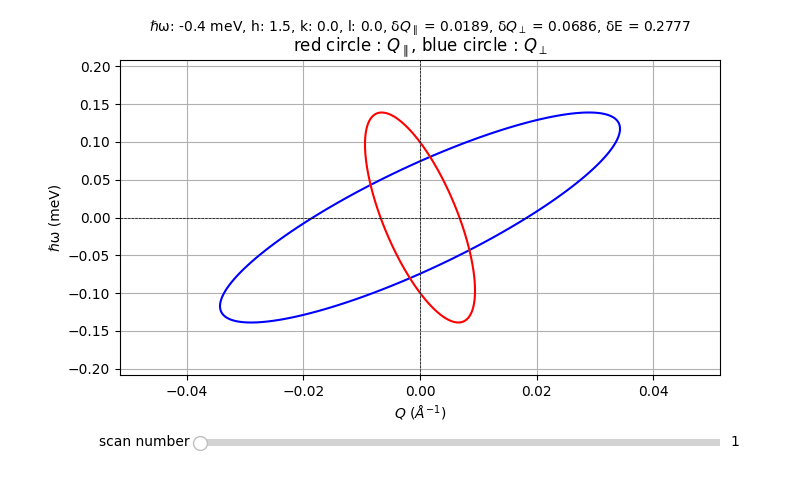 ℏω: -0.4 meV, h: 1.5, k: 0.0, l: 0.0, δQ∥ = 0.0189, δQ⊥ = 0.0686, δE = 0.2777
red circle : Q∥, blue circle : Q⊥
0.20
0.15
0.10
0.05
0.00
−0.05
−0.10
−0.15
−0.20
ℏω (meV)
−0.04 −0.02 0.00 0.02 0.04
Q (Å⁻¹)
scan number 1